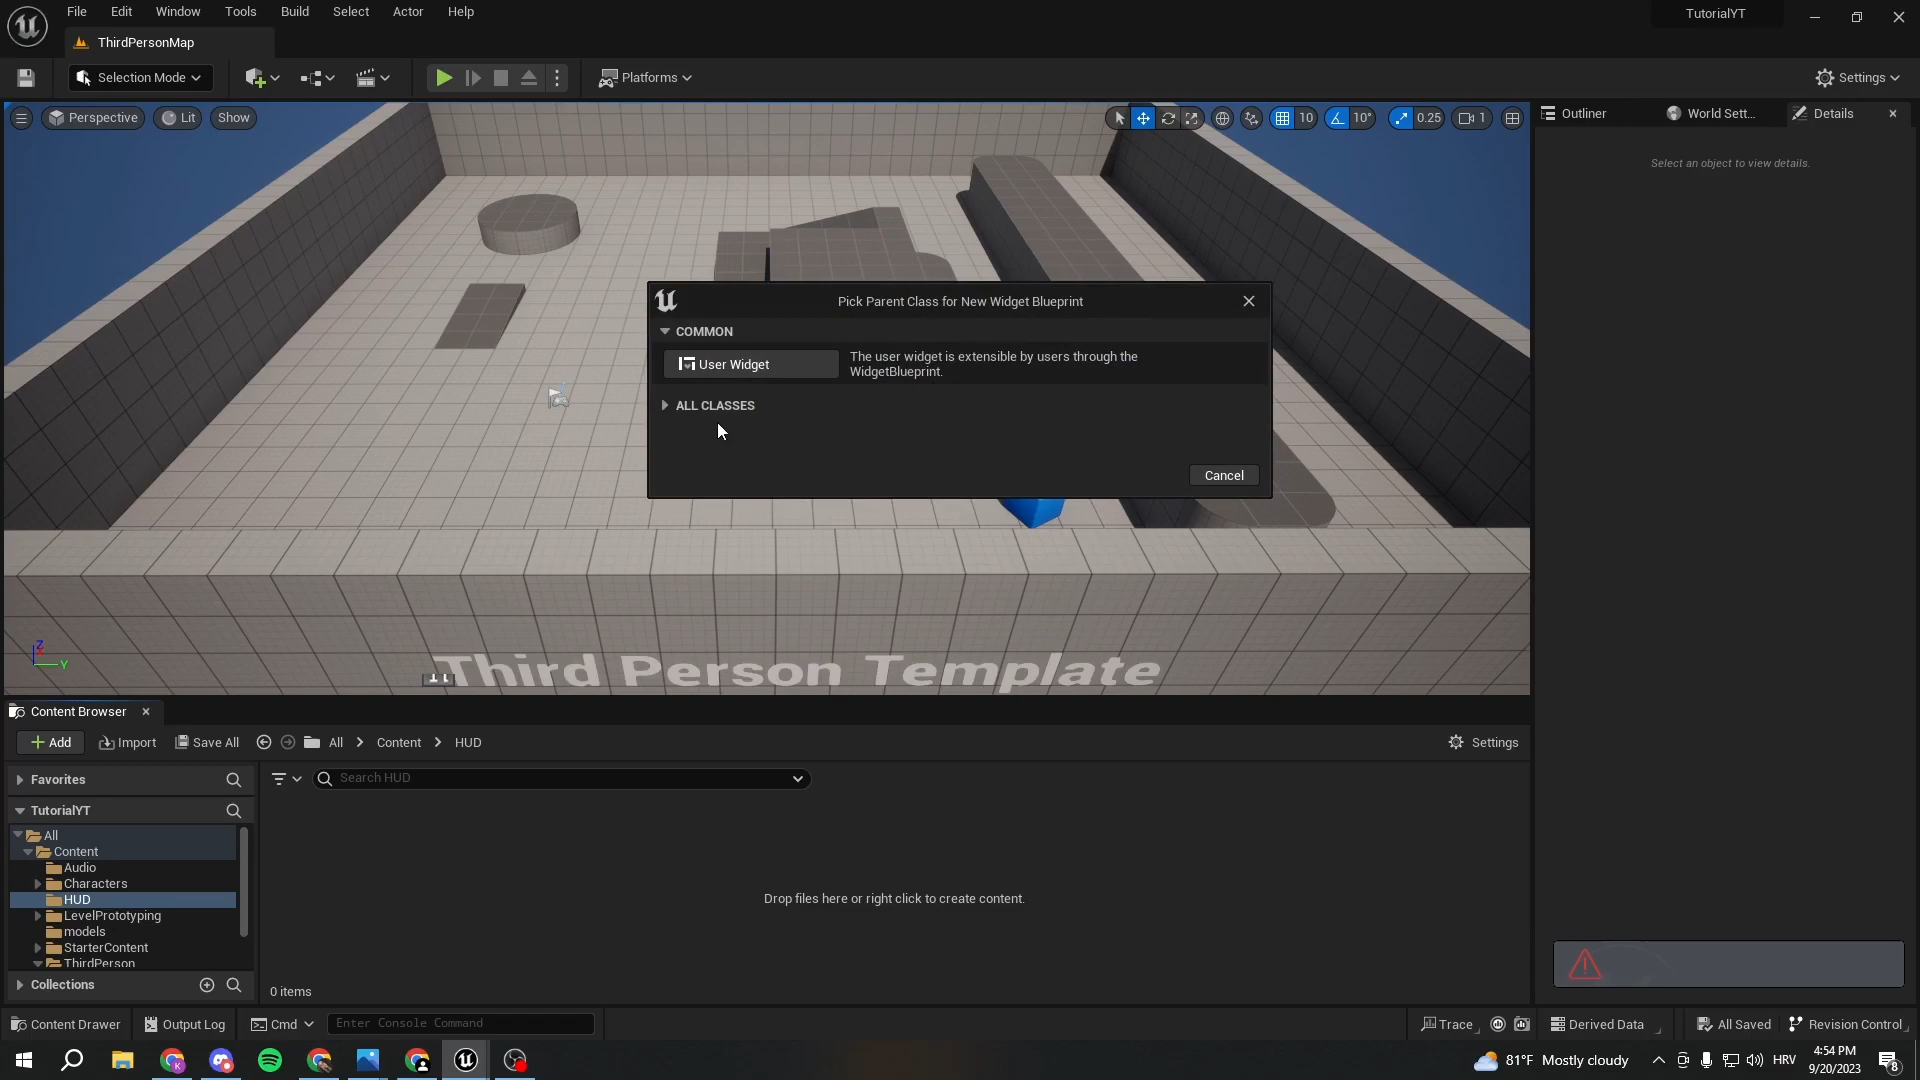 File Edit Window Tools Build Select Actor Help
TutorialYT
ThirdPersonMap
Selection Mode
Platforms
Settings
Perspective
Lit
Show
10
10°
0.25
1
Outliner
World Sett...
Details
Select an object to view details.
Pick Parent Class for New Widget Blueprint
COMMON
User Widget
The user widget is extensible by users through the
WidgetBlueprint.
ALL CLASSES
Cancel
Z
Y
Third Person Template
Content Browser
Add
Import
Save All
All
Content
HUD
Settings
Favorites
Search HUD
TutorialYT
All
Content
Audio
Characters
HUD
LevelPrototyping
models
StarterContent
ThirdPerson
Drop files here or right click to create content.
Collections
0 items
Content Drawer
Output Log
Cmd
Enter Console Command
Trace
Derived Data
All Saved
Revision Control
81°F Mostly cloudy
HRV
4:54 PM
9/20/2023
8